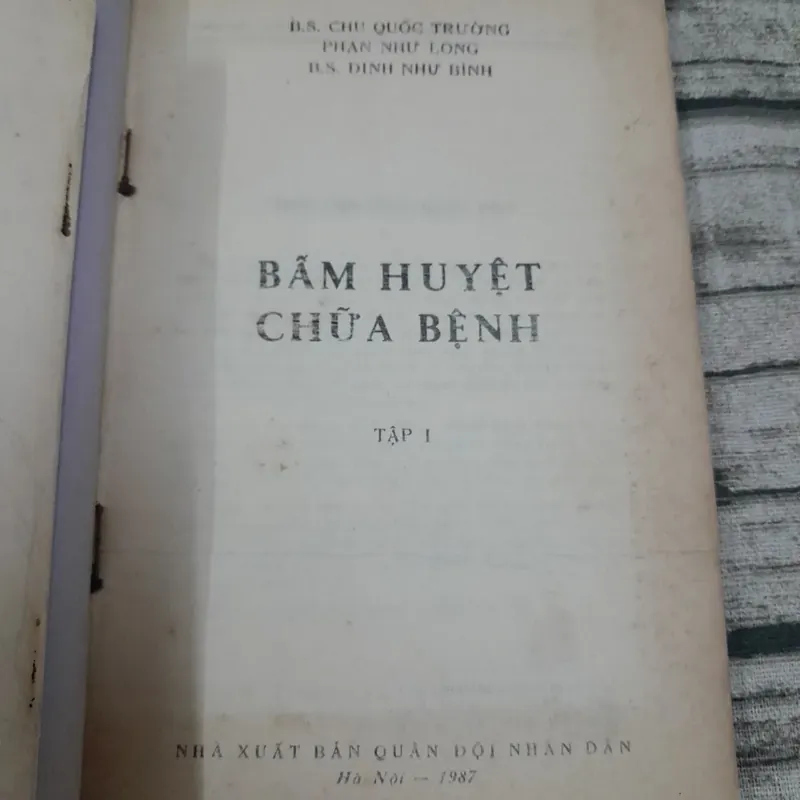 B.S. CHU QUỐC TRƯỜNG
PHAN NHƯ LONG
B.S. ĐINH NHƯ BÌNH
BẤM HUYỆT
CHỮA BỆNH
TẬP I
NHÀ XUẤT BẢN QUÂN ĐỘI NHÂN DÂN
Hà Nội — 1987